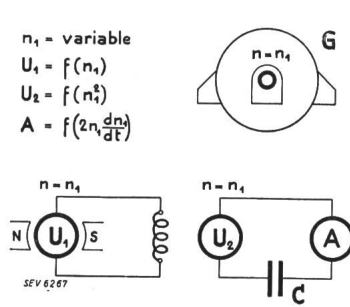 n₁ = variable
U₁ = f(n₁)
U₂ = f(n₁²)
A = f(2n₁ dn₁/dt)
G
n = n₁
n = n₁
N U₁ S
n = n₁
U₂ A
C
SEV 6267